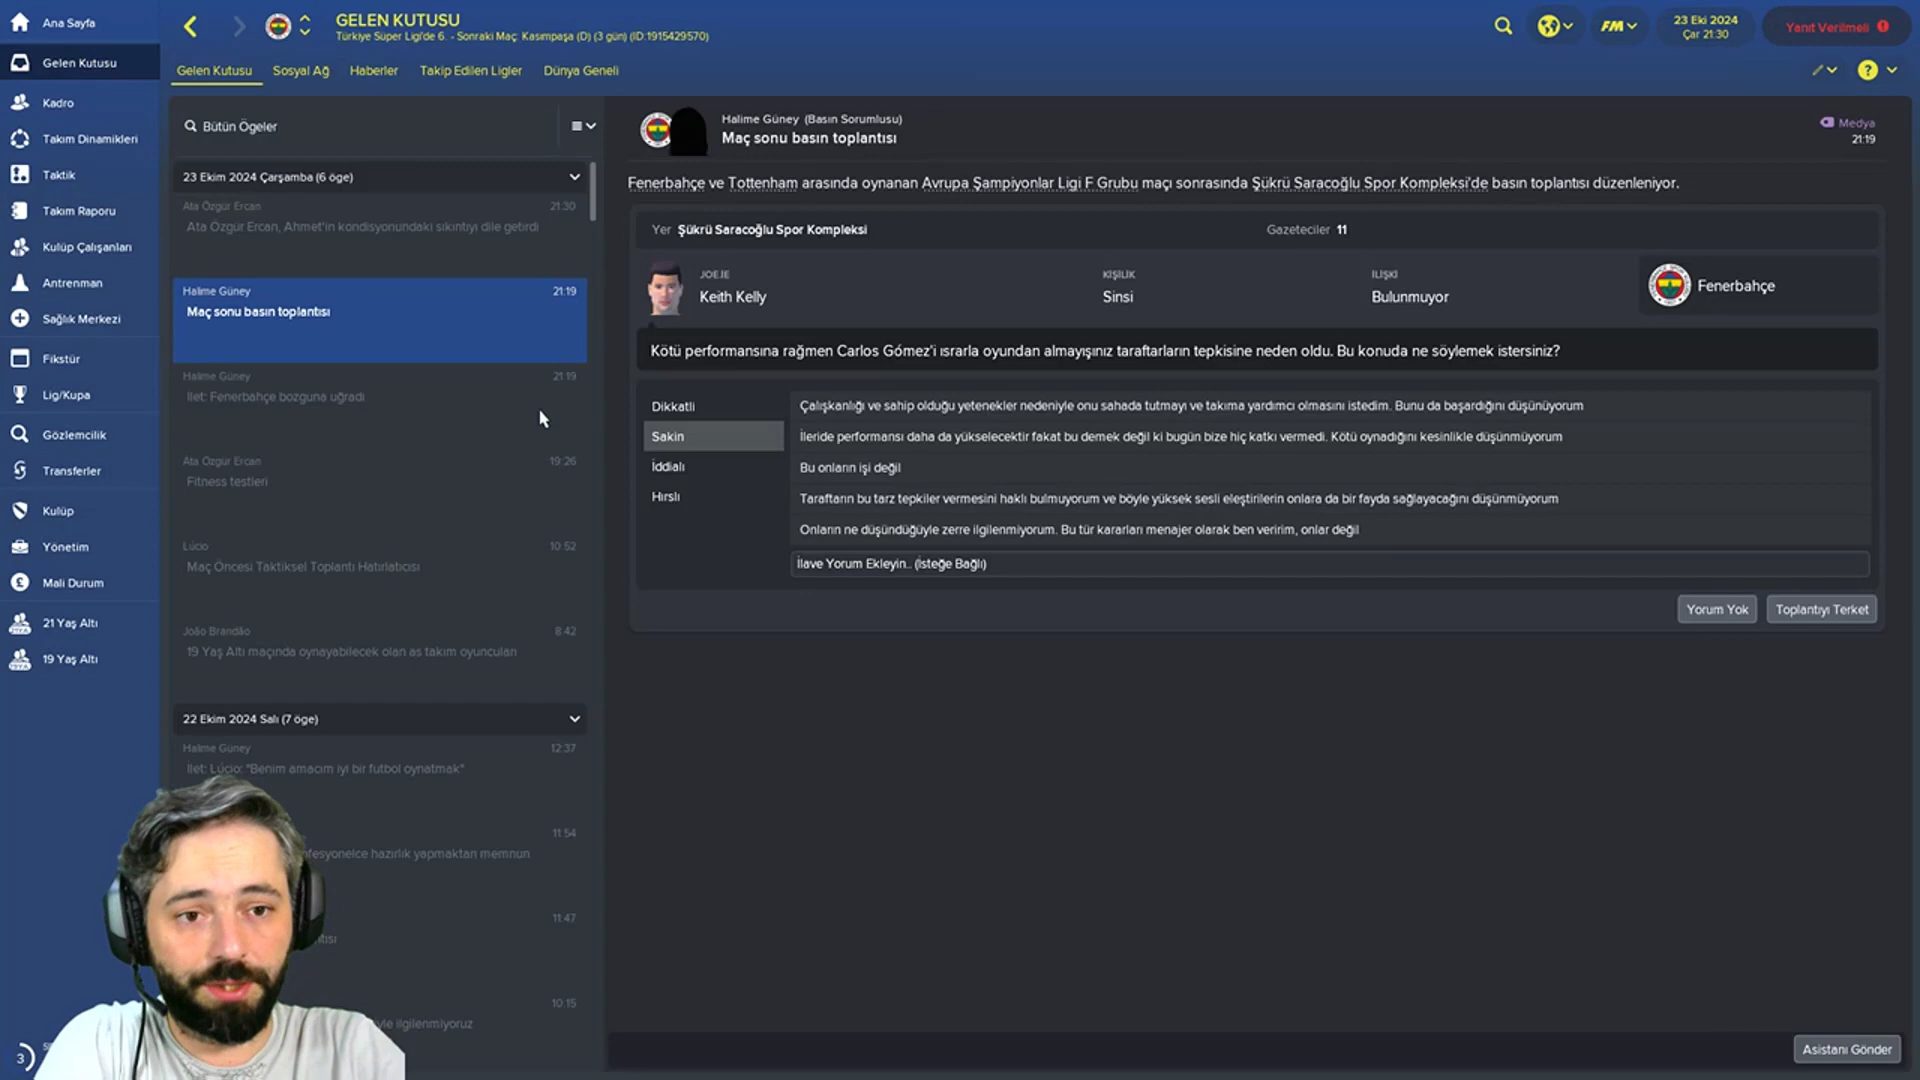 Ana Sayfa
Gelen Kutusu
Kadro
Takım Dinamikleri
Taktik
Takım Raporu
Kulüp Çalışanları
Antrenman
Sağlık Merkezi
Fikstür
Lig/Kupa
Gözlemcilik
Transferler
Kulüp
Yönetim
Mali Durum
21 Yaş Altı
19 Yaş Altı
3
GELEN KUTUSU
Türkiye Süper Ligi'de 6. - Sonraki Maç: Kasımpaşa (D) (3 gün) (ID:1915429570)
FM
23 Eki 2024
Çar 21:30
Yanıt Verilmeli
Gelen Kutusu
Sosyal Ağ
Haberler
Takip Edilen Ligler
Dünya Geneli
?
Bütün Ögeler
23 Ekim 2024 Çarşamba (6 öge)
Ata Özgür Ercan 21:30
Ata Özgür Ercan, Ahmet'in kondisyonundaki sıkıntıyı dile getirdi
Halime Güney 21:19
Maç sonu basın toplantısı
Halime Güney 21:19
İlet: Fenerbahçe bozguna uğradı
Ata Özgür Ercan 19:26
Fitness testleri
Lúcio 10:52
Maç Öncesi Taktiksel Toplantı Hatırlatıcısı
João Brandão 8:42
19 Yaş Altı maçında oynayabilecek olan as takım oyuncuları
22 Ekim 2024 Salı (7 öge)
Halime Güney 12:37
İlet: Lúcio: "Benim amacım iyi bir futbol oynatmak"
11:54
fesyonelce hazırlık yapmaktan memnun
11:47
ntısı
10:15
yle ilgilenmiyoruz
Halime Güney (Basın Sorumlusu)
Maç sonu basın toplantısı
Medya
21:19
Fenerbahçe ve Tottenham arasında oynanan Avrupa Şampiyonlar Ligi F Grubu maçı sonrasında Şükrü Saracoğlu Spor Kompleksi'de basın toplantısı düzenleniyor.
Yer Şükrü Saracoğlu Spor Kompleksi
Gazeteciler 11
JOE.IE
Keith Kelly
KİŞİLİK
Sinsi
İLİŞKİ
Bulunmuyor
Fenerbahçe
Kötü performansına rağmen Carlos Gómez'i ısrarla oyundan almayışınız taraftarların tepkisine neden oldu. Bu konuda ne söylemek istersiniz?
Dikkatli
Sakin
İddialı
Hırslı
Çalışkanlığı ve sahip olduğu yetenekler nedeniyle onu sahada tutmayı ve takıma yardımcı olmasını istedim. Bunu da başardığını düşünüyorum
İleride performansı daha da yükselecektir fakat bu demek değil ki bugün bize hiç katkı vermedi. Kötü oynadığını kesinlikle düşünmüyorum
Bu onların işi değil
Taraftarın bu tarz tepkiler vermesini haklı bulmuyorum ve böyle yüksek sesli eleştirilerin onlara da bir fayda sağlayacağını düşünmüyorum
Onların ne düşündüğüyle zerre ilgilenmiyorum. Bu tür kararları menajer olarak ben veririm, onlar değil
İlave Yorum Ekleyin.. (İsteğe Bağlı)
Yorum Yok
Toplantıyı Terket
Asistanı Gönder